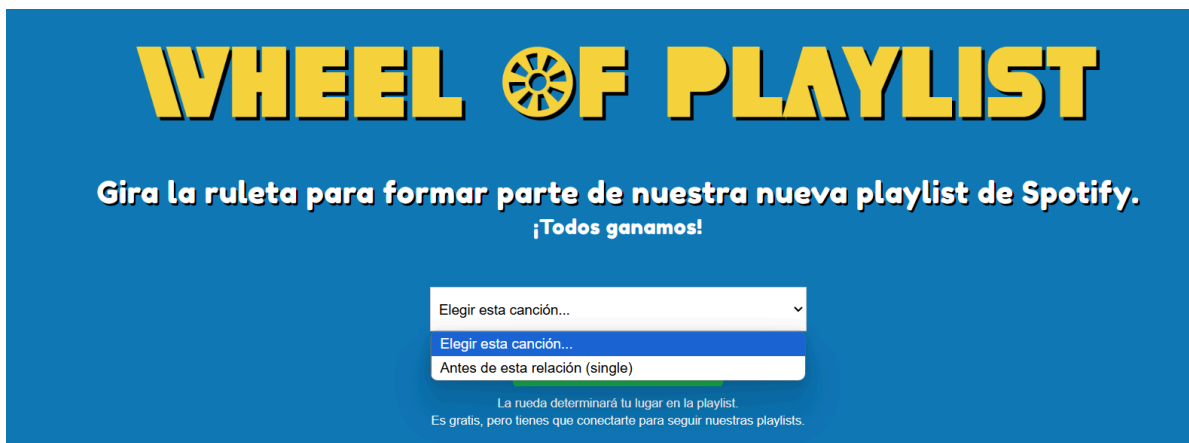 WHEEL OF PLAYLIST
Gira la ruleta para formar parte de nuestra nueva playlist de Spotify.
¡Todos ganamos!
Elegir esta canción...
Elegir esta canción...
Antes de esta relación (single)
La rueda determinará tu lugar en la playlist.
Es gratis, pero tienes que conectarte para seguir nuestras playlists.